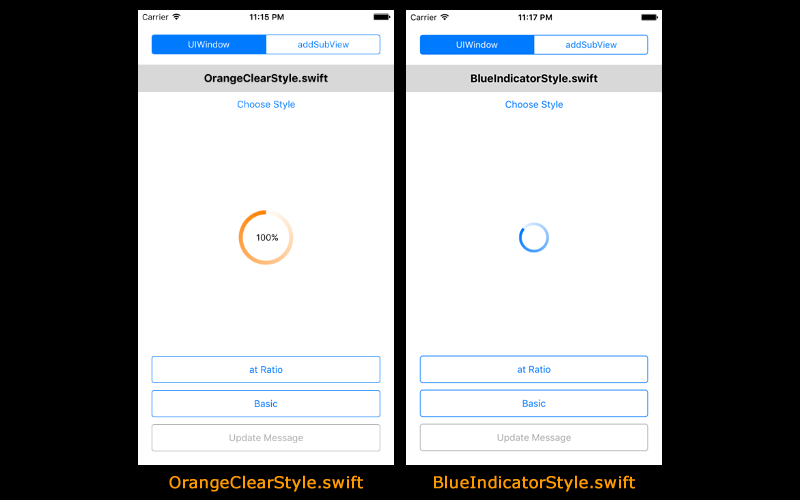 Carrier 11:15 PM
UIWindow addSubView
OrangeClearStyle.swift
Choose Style
100%
at Ratio
Basic
Update Message
OrangeClearStyle.swift
Carrier 11:17 PM
UIWindow addSubView
BlueIndicatorStyle.swift
Choose Style
at Ratio
Basic
Update Message
BlueIndicatorStyle.swift